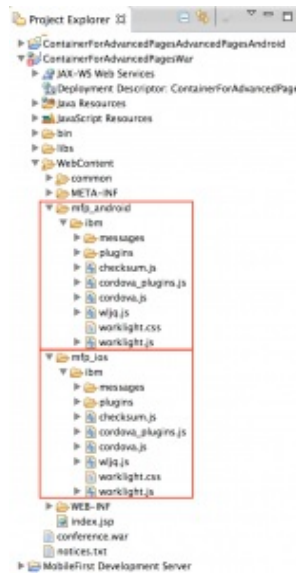 Project Explorer
ContainerForAdvancedPagesAdvancedPagesAndroid
ContainerForAdvancedPagesWar
JAX-WS Web Services
Deployment Descriptor: ContainerForAdvancedPage
Java Resources
JavaScript Resources
bin
libs
WebContent
common
META-INF
mfp_android
ibm
messages
plugins
checksum.js
cordova_plugins.js
cordova.js
wljq.js
worklight.css
worklight.js
mfp_ios
ibm
messages
plugins
checksum.js
cordova_plugins.js
cordova.js
wljq.js
worklight.css
worklight.js
WEB-INF
index.jsp
conference.war
notices.txt
MobileFirst Development Server